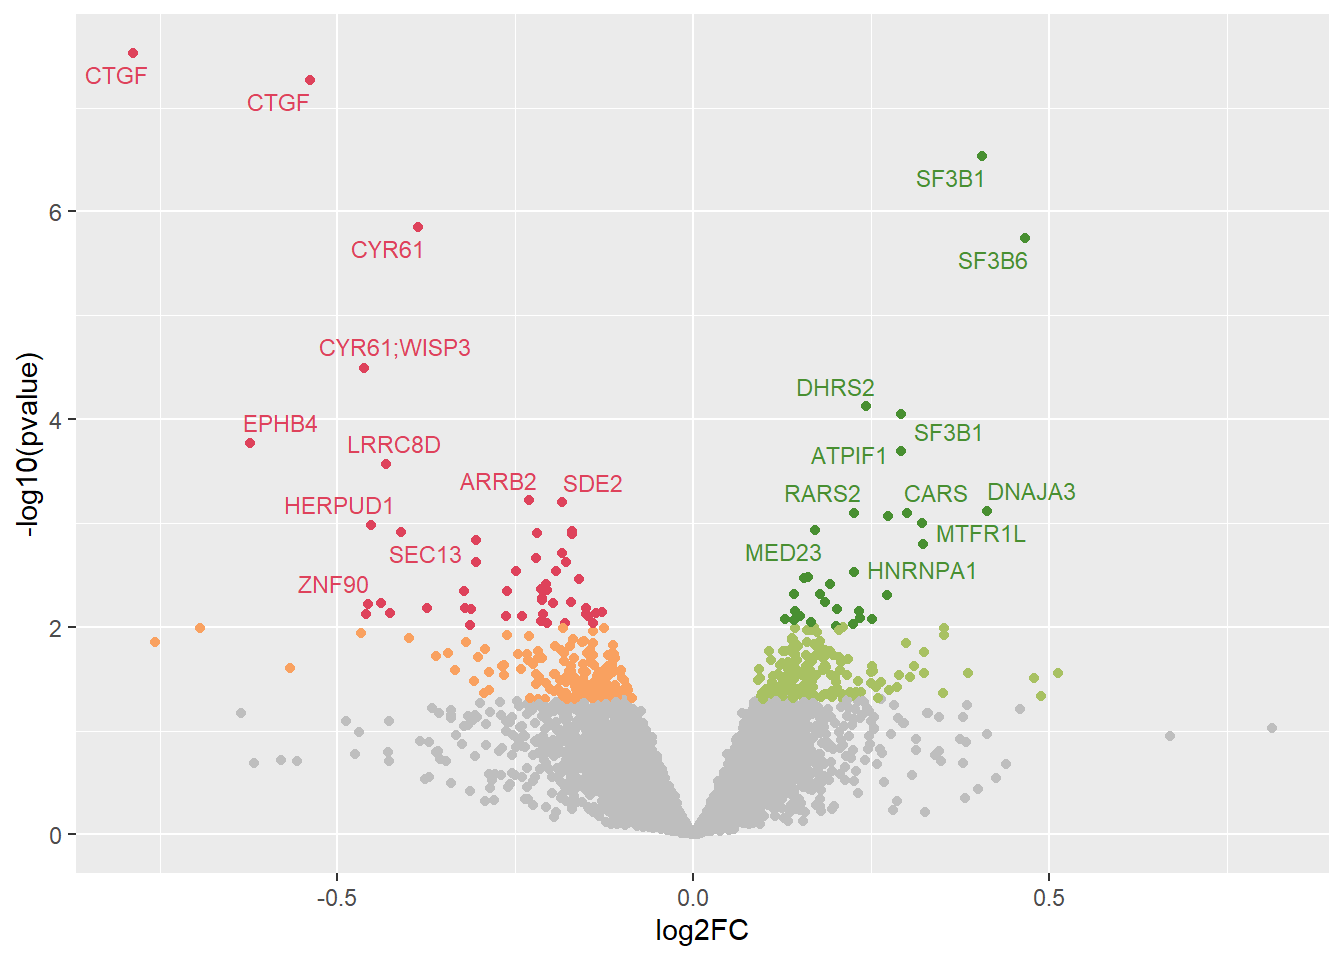 CTGF
CTGF
SF3B1
CYR61
SF3B6
CYR61;WISP3
DHRS2
EPHB4
SF3B1
LRRC8D
ATPIF1
ARRB2
SDE2
RARS2
CARS
DNAJA3
HERPUD1
MTFR1L
SEC13
MED23
HNRNPA1
ZNF90
6
4
2
0
-0.5
0.0
0.5
log2FC
-log10(pvalue)